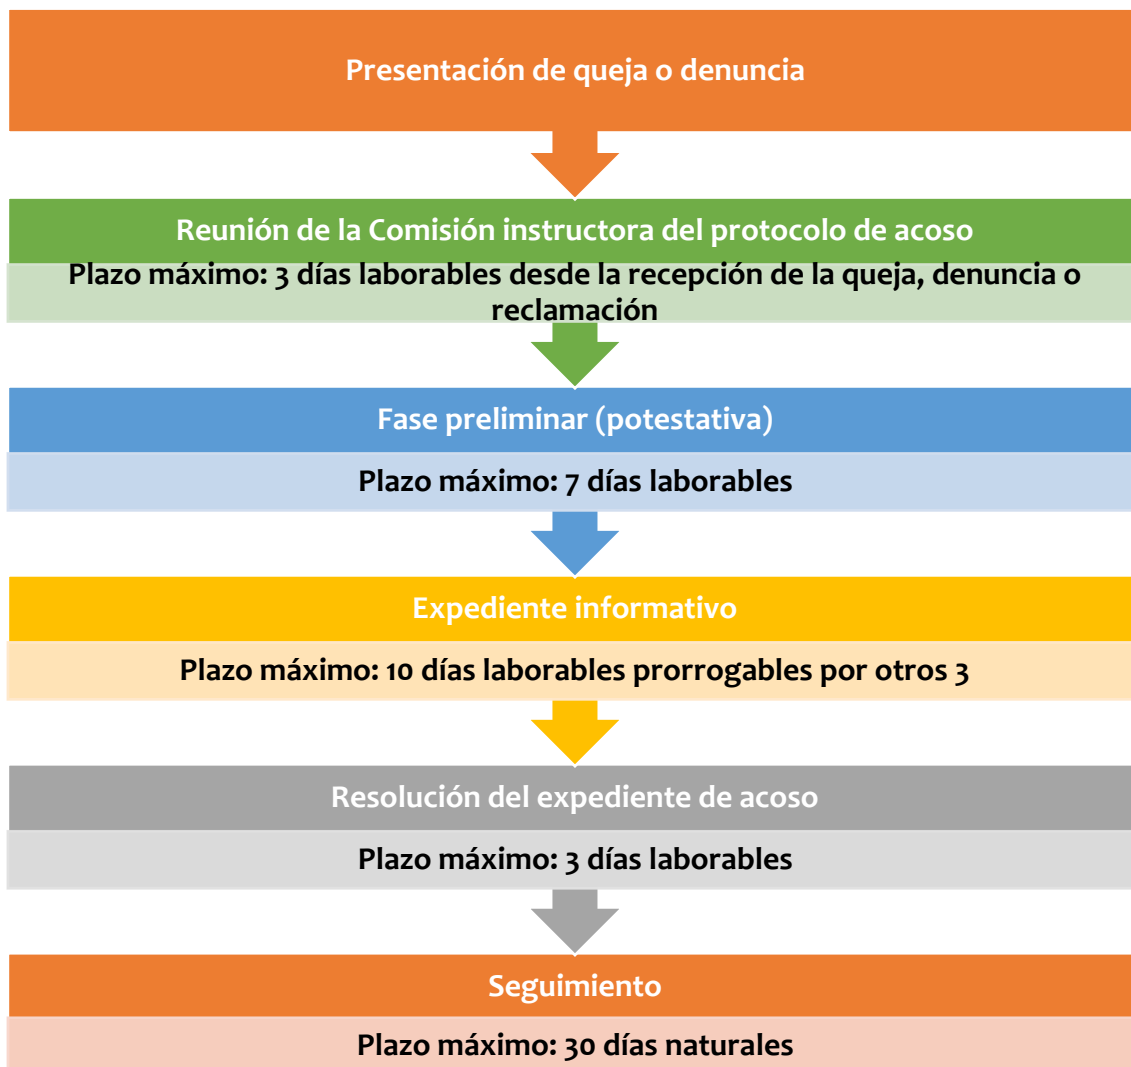 Presentación de queja o denuncia
Reunión de la Comisión instructora del protocolo de acoso
Plazo máximo: 3 días laborables desde la recepción de la queja, denuncia o
reclamación
Fase preliminar (potestativa)
Plazo máximo: 7 días laborables
Expediente informativo
Plazo máximo: 10 días laborables prorrogables por otros 3
Resolución del expediente de acoso
Plazo máximo: 3 días laborables
Seguimiento
Plazo máximo: 30 días naturales